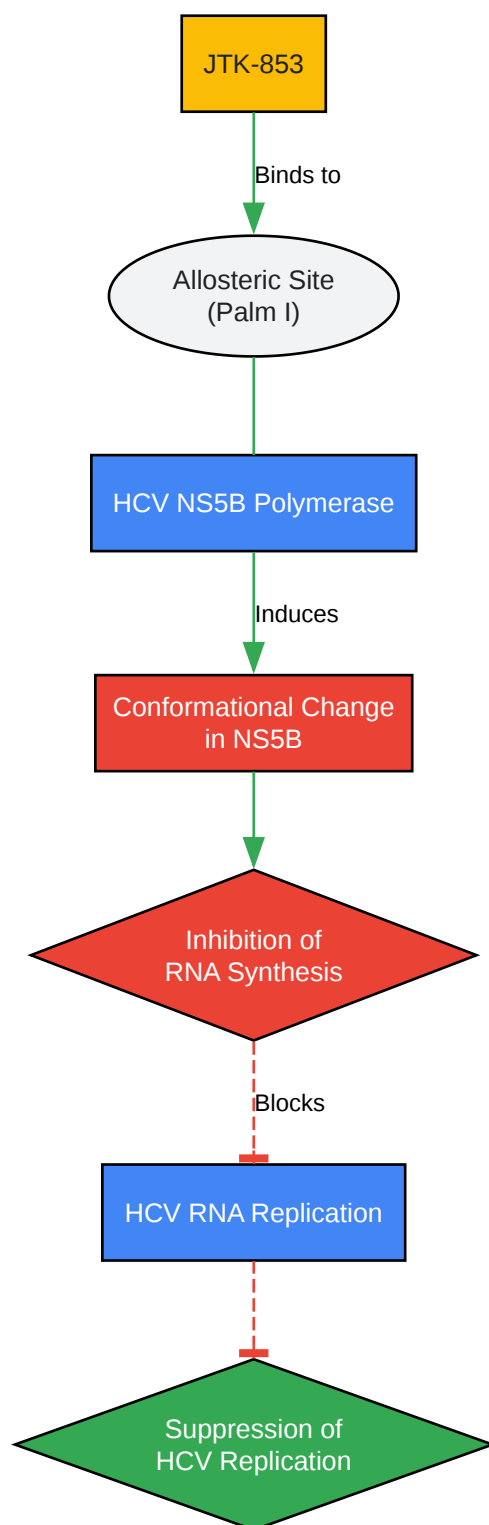 JTK-853
Binds to
Allosteric Site
(Palm I)
HCV NS5B Polymerase
Induces
Conformational Change
in NS5B
Inhibition of
RNA Synthesis
Blocks
HCV RNA Replication
Suppression of
HCV Replication